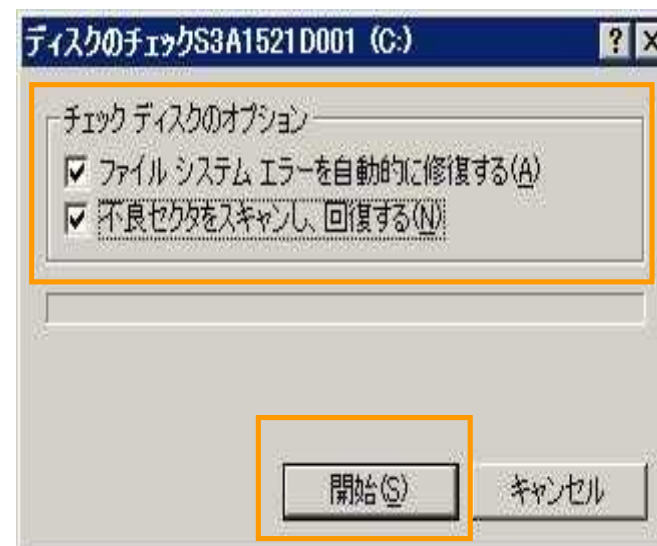 ディスクのチェックS3A1521D001 (C:)
チェック ディスクのオプション
ファイル システム エラーを自動的に修復する(A)
不良セクタをスキャンし、回復する(N)
開始(S)
キャンセル